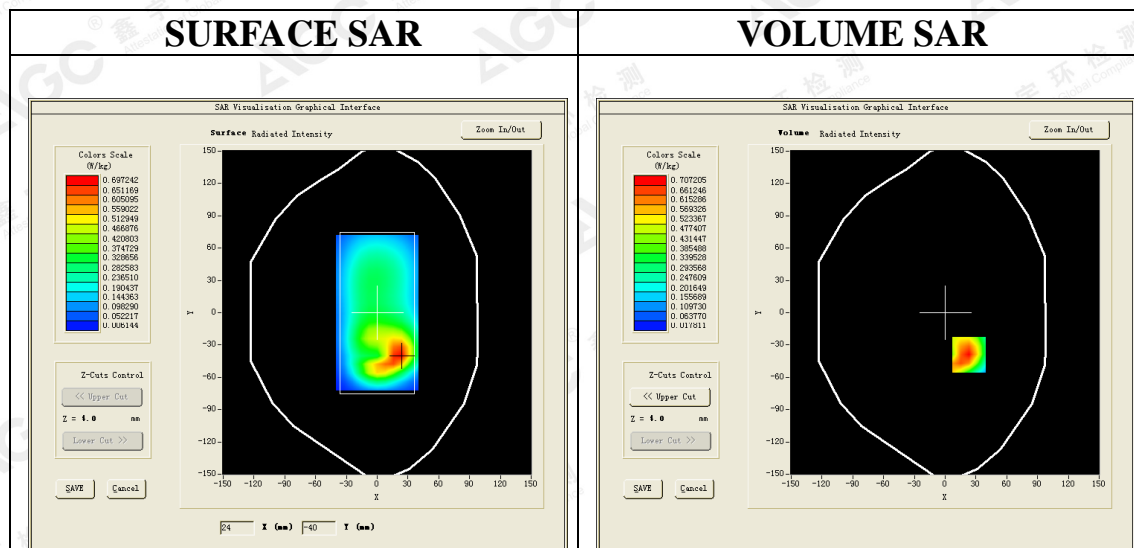 SURFACE SAR
VOLUME SAR
SAR Visualisation Graphical Interface
Surface Radiated Intensity
Zoom In/Out
Colors Scale
(W/kg)
0.697242
0.651169
0.605095
0.559022
0.512949
0.466876
0.420803
0.374729
0.328656
0.282583
0.236510
0.190437
0.144363
0.098290
0.052217
0.006144
150
120
90
60
30
0
-30
-60
-90
-120
-150
Y
-150 -120 -90 -60 -30 0 30 60 90 120 150
X
Z-Cuts Control
<< Upper Cut
Z = 4.0 mm
Lower Cut >>
SAVE Cancel
24 X (mm) -40 Y (mm)
SAR Visualisation Graphical Interface
Volume Radiated Intensity
Zoom In/Out
Colors Scale
(W/kg)
0.707205
0.661246
0.615286
0.569326
0.523367
0.477407
0.431447
0.385488
0.339528
0.293568
0.247609
0.201649
0.155689
0.109730
0.063770
0.017811
150
120
90
60
30
0
-30
-60
-90
-120
-150
Y
-150 -120 -90 -60 -30 0 30 60 90 120 150
X
Z-Cuts Control
<< Upper Cut
Z = 4.0 mm
Lower Cut >>
SAVE Cancel